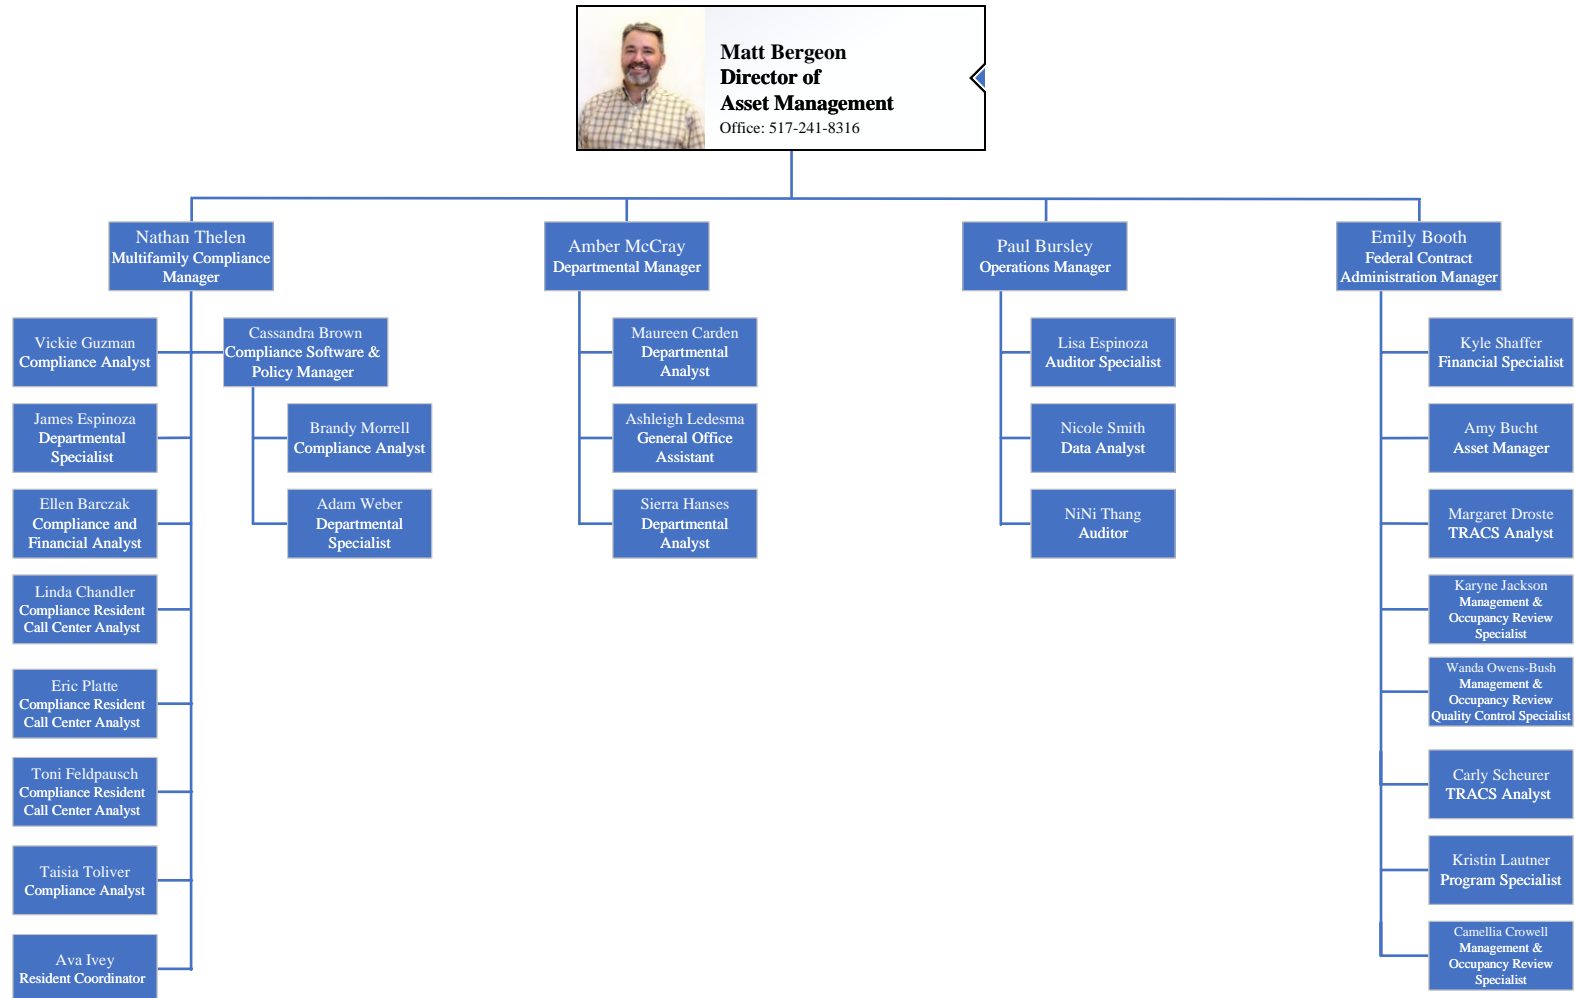 Matt Bergeon
Director of
Asset Management
Office: 517-241-8316
Nathan Thelen
Multifamily Compliance
Manager
Amber McCray
Departmental Manager
Paul Bursley
Operations Manager
Emily Booth
Federal Contract
Administration Manager
Vickie Guzman
Compliance Analyst
James Espinoza
Departmental
Specialist
Ellen Barczak
Compliance and
Financial Analyst
Linda Chandler
Compliance Resident
Call Center Analyst
Eric Platte
Compliance Resident
Call Center Analyst
Toni Feldpausch
Compliance Resident
Call Center Analyst
Taisia Toliver
Compliance Analyst
Ava Ivey
Resident Coordinator
Cassandra Brown
Compliance Software &
Policy Manager
Brandy Morrell
Compliance Analyst
Adam Weber
Departmental
Specialist
Maureen Carden
Departmental
Analyst
Ashleigh Ledesma
General Office
Assistant
Sierra Hanses
Departmental
Analyst
Lisa Espinoza
Auditor Specialist
Nicole Smith
Data Analyst
NiNi Thang
Auditor
Kyle Shaffer
Financial Specialist
Amy Bucht
Asset Manager
Margaret Droste
TRACS Analyst
Karyne Jackson
Management &
Occupancy Review
Specialist
Wanda Owens-Bush
Management &
Occupancy Review
Quality Control Specialist
Carly Scheurer
TRACS Analyst
Kristin Lautner
Program Specialist
Camellia Crowell
Management &
Occupancy Review
Specialist